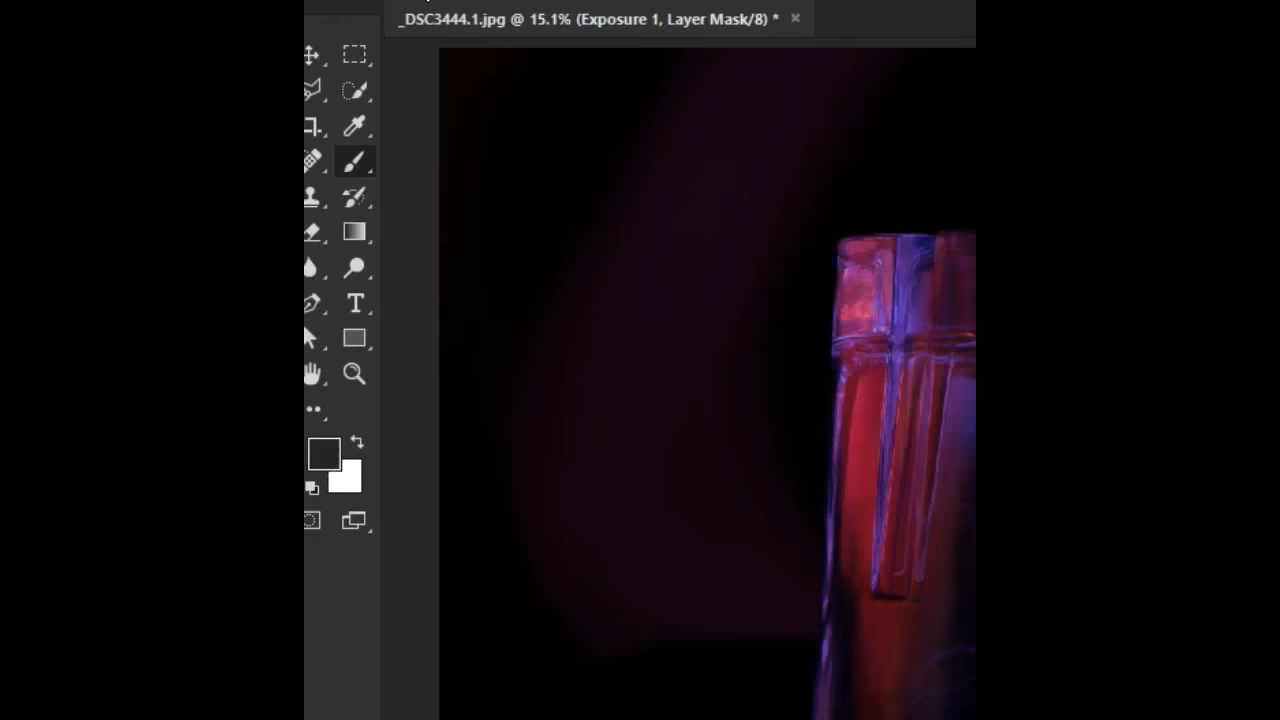 _DSC3444.1.jpg @ 15.1% (Exposure 1, Layer Mask/8) *